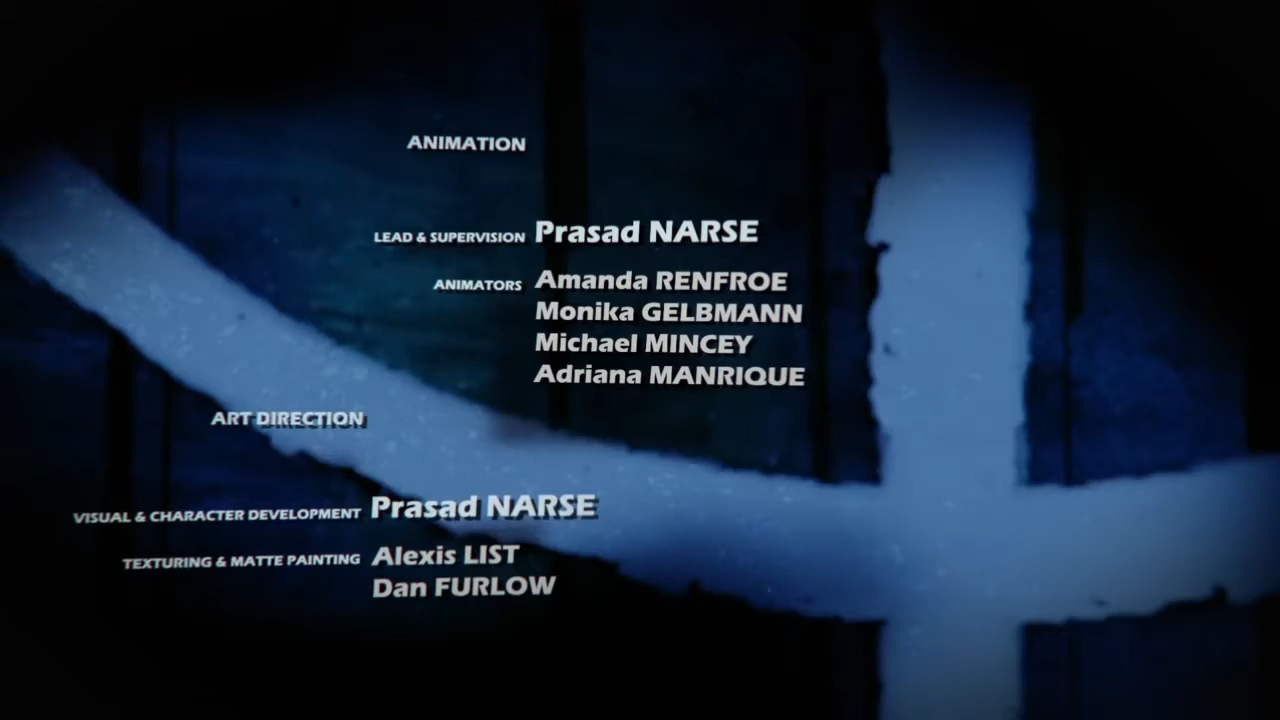 ANIMATION
LEAD & SUPERVISION Prasad NARSE
ANIMATORS Amanda RENFROE
Monika GELBMANN
Michael MINCEY
Adriana MANRIQUE
ART DIRECTION
VISUAL & CHARACTER DEVELOPMENT Prasad NARSE
TEXTURING & MATTE PAINTING Alexis LIST
Dan FURLOW